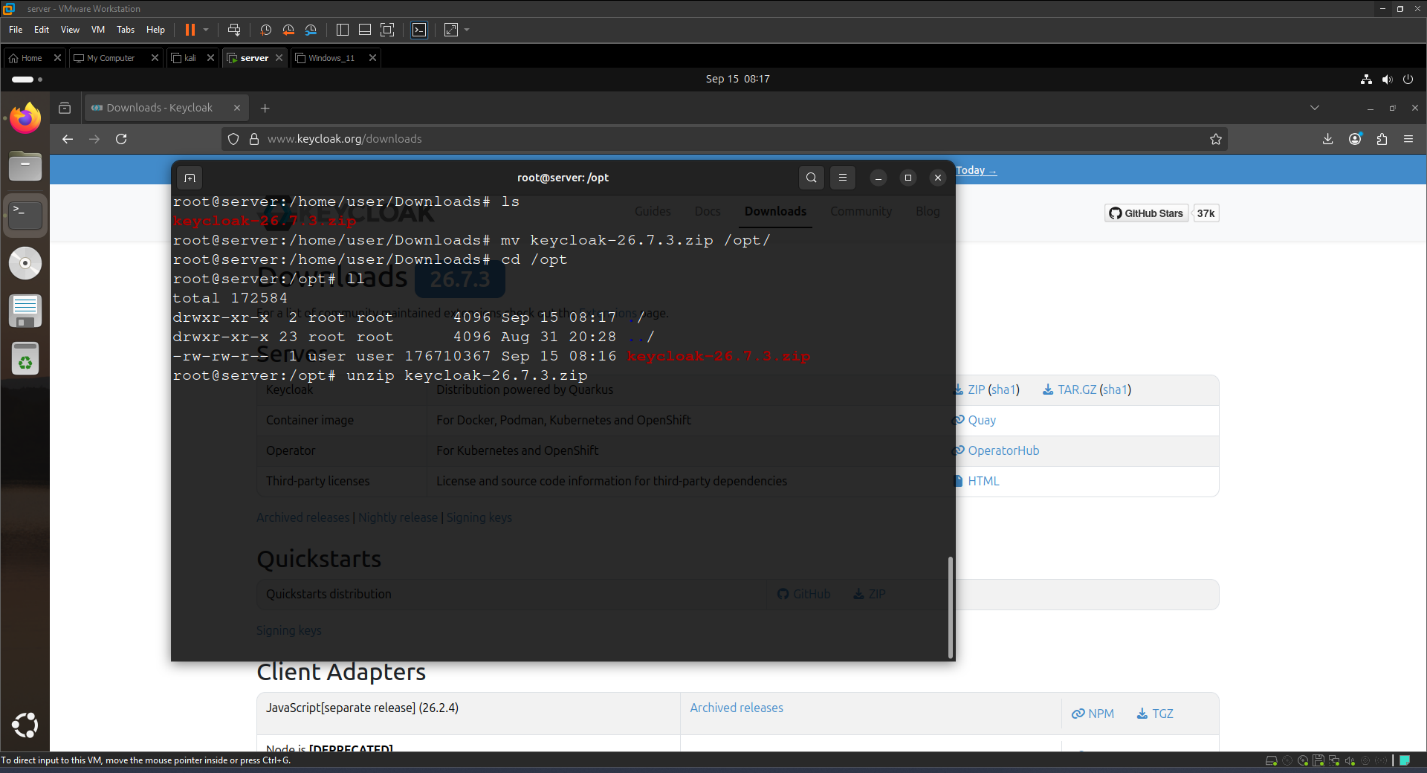 server - VMware Workstation
File Edit View VM Tabs Help
Home My Computer kali server Windows_11
Sep 15 08:17
Downloads - Keycloak
www.keycloak.org/downloads
Today →
root@server: /opt
Guides Docs Downloads Community Blog
GitHub Stars 37k
root@server:/home/user/Downloads# ls
keycloak-26.7.3.zip
root@server:/home/user/Downloads# mv keycloak-26.7.3.zip /opt/
root@server:/home/user/Downloads# cd /opt
root@server:/opt# ll
total 172584
drwxr-xr-x 2 root root 4096 Sep 15 08:17 ./
drwxr-xr-x 23 root root 4096 Aug 31 20:28 ../
-rw-rw-r-- 1 user user 176710367 Sep 15 08:16 keycloak-26.7.3.zip
root@server:/opt# unzip keycloak-26.7.3.zip
Downloads 26.7.3
Server
Keycloak Distribution powered by Quarkus ZIP (sha1) TAR.GZ (sha1)
Container image For Docker, Podman, Kubernetes and OpenShift Quay
Operator For Kubernetes and OpenShift OperatorHub
Third-party licenses License and source code information for third-party dependencies HTML
Archived releases | Nightly release | Signing keys
Quickstarts
Quickstarts distribution GitHub ZIP
Signing keys
Client Adapters
JavaScript[separate release] (26.2.4) Archived releases NPM TGZ
Node.js [DEPRECATED]
To direct input to this VM, move the mouse pointer inside or press Ctrl+G.